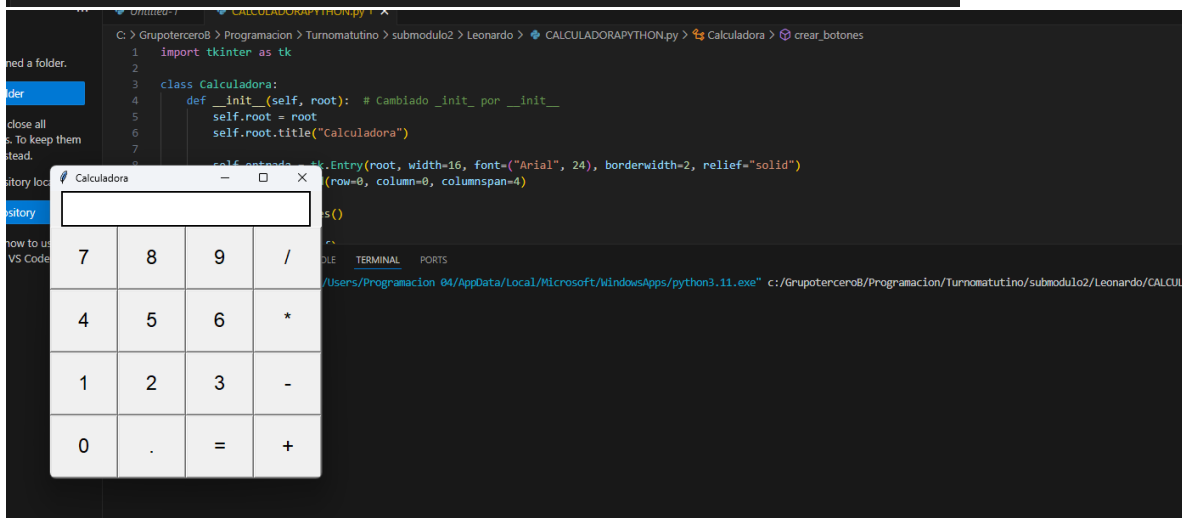 Untitled-1 CALCULADORAPYTHON.py 1 X
C: > GrupoterceroB > Programacion > Turnomatutino > submodulo2 > Leonardo > CALCULADORAPYTHON.py > Calculadora > crear_botones
1 import tkinter as tk
2
3 class Calculadora:
4 def __init__(self, root): # Cambiado _init_ por __init__
5 self.root = root
6 self.root.title("Calculadora")
7
8 self.entrada = tk.Entry(root, width=16, font=("Arial", 24), borderwidth=2, relief="solid")
(row=0, column=0, columnspan=4)
s()
ned a folder.
lder
close all
s. To keep them
stead.
sitory loc
ository
how to us
VS Code
OLE TERMINAL PORTS
/Users/Programacion 04/AppData/Local/Microsoft/WindowsApps/python3.11.exe" c:/GrupoterceroB/Programacion/Turnomatutino/submodulo2/Leonardo/CALCUL
Calculadora
7 8 9 /
4 5 6 *
1 2 3 -
0 . = +